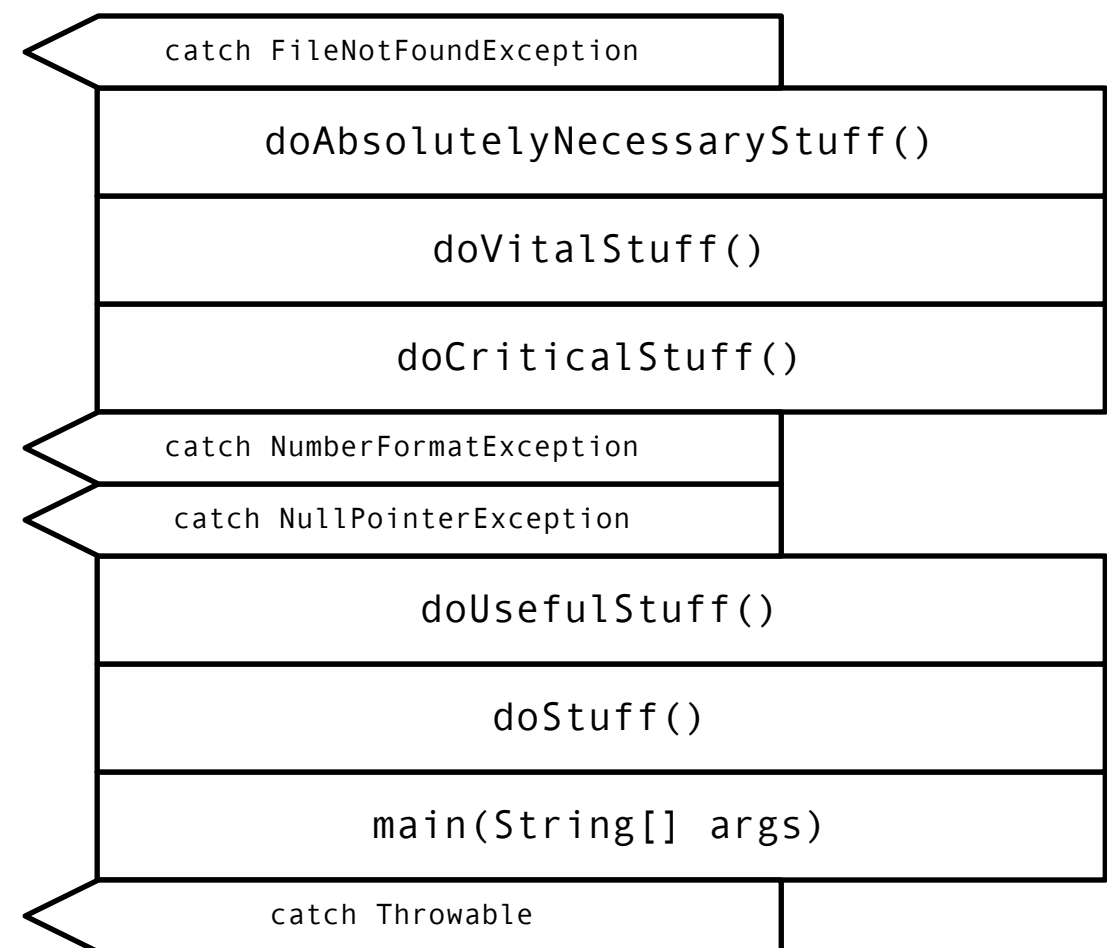 catch FileNotFoundException
doAbsolutelyNecessaryStuff()
doVitalStuff()
doCriticalStuff()
catch NumberFormatException
catch NullPointerException
doUsefulStuff()
doStuff()
main(String[] args)
catch Throwable